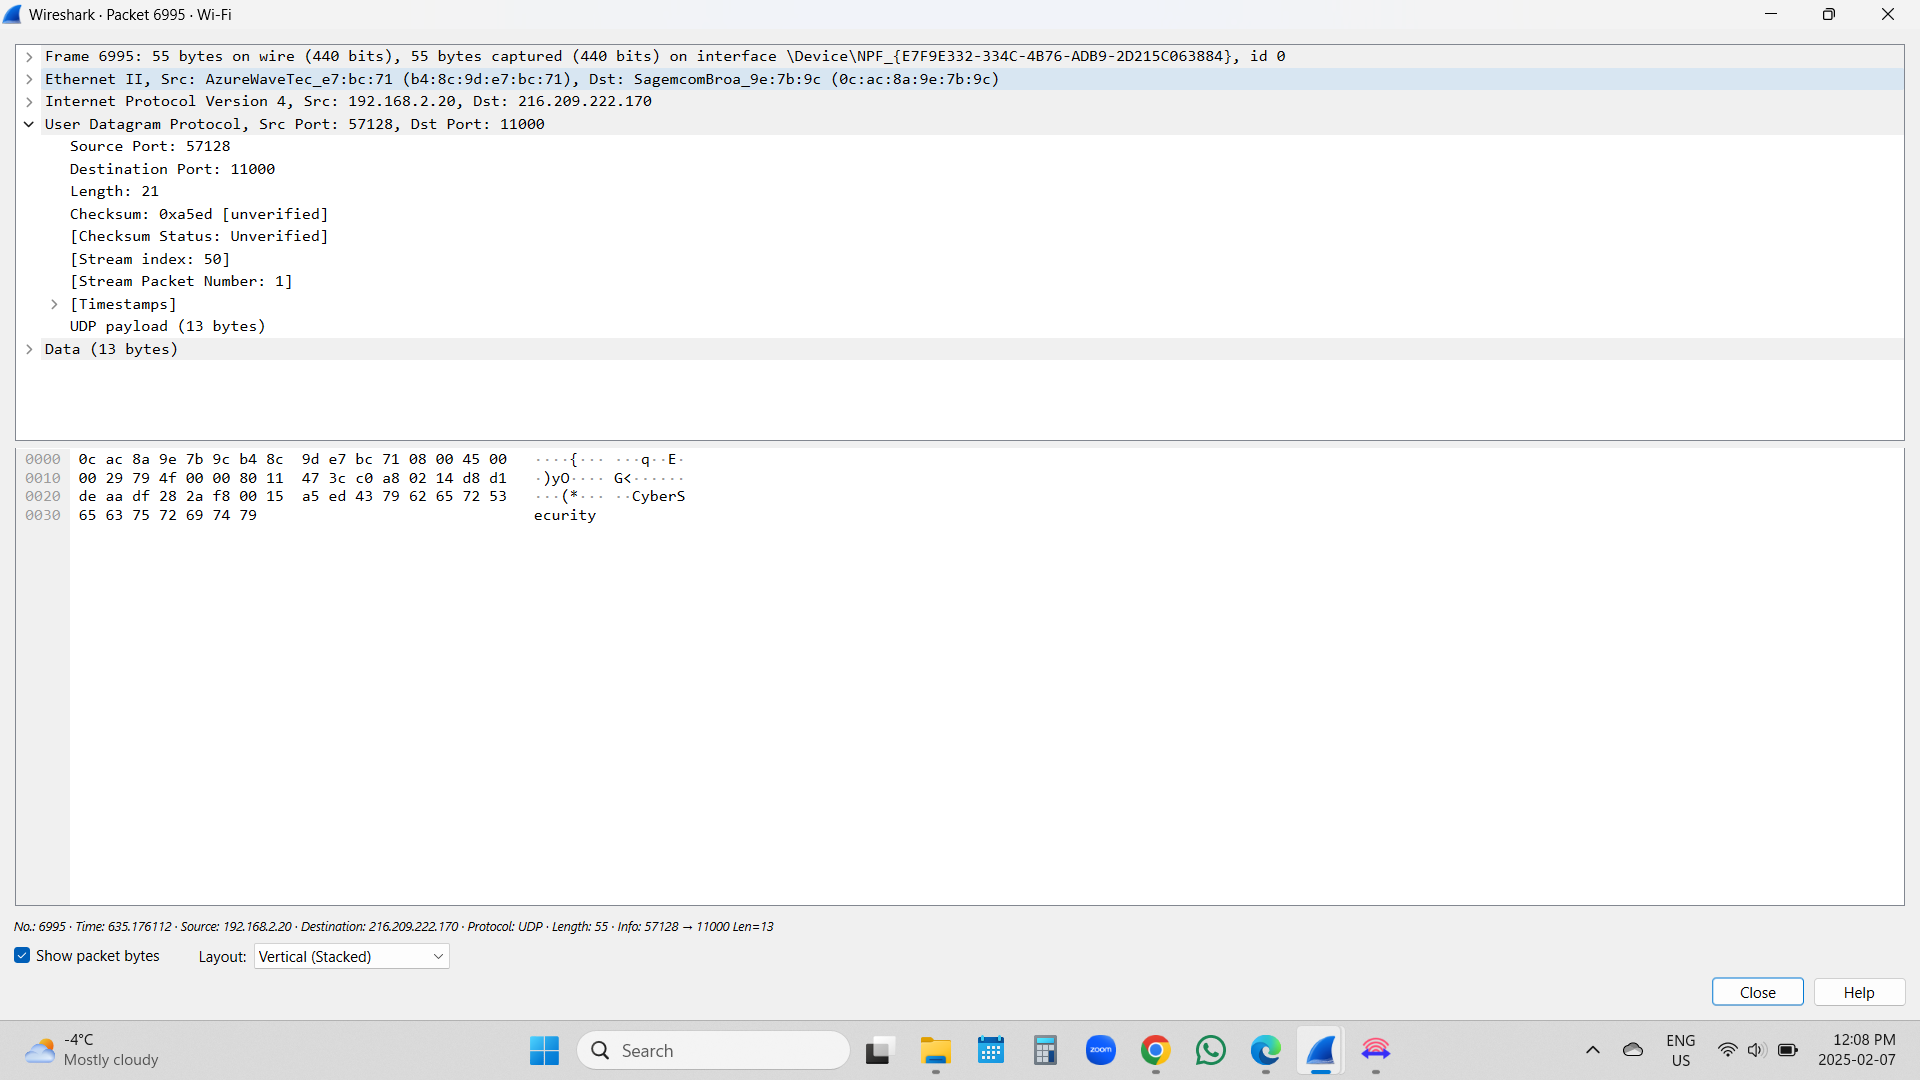 Wireshark · Packet 6995 · Wi-Fi
Frame 6995: 55 bytes on wire (440 bits), 55 bytes captured (440 bits) on interface \Device\NPF_{E7F9E332-334C-4B76-ADB9-2D215C063884}, id 0
Ethernet II, Src: AzureWaveTec_e7:bc:71 (b4:8c:9d:e7:bc:71), Dst: SagemcomBroa_9e:7b:9c (0c:ac:8a:9e:7b:9c)
Internet Protocol Version 4, Src: 192.168.2.20, Dst: 216.209.222.170
User Datagram Protocol, Src Port: 57128, Dst Port: 11000
Source Port: 57128
Destination Port: 11000
Length: 21
Checksum: 0xa5ed [unverified]
[Checksum Status: Unverified]
[Stream index: 50]
[Stream Packet Number: 1]
[Timestamps]
UDP payload (13 bytes)
Data (13 bytes)
0000 0c ac 8a 9e 7b 9c b4 8c 9d e7 bc 71 08 00 45 00 ····{··· ···q··E·
0010 00 29 79 4f 00 00 80 11 47 3c c0 a8 02 14 d8 d1 ·)yO···· G<······
0020 de aa df 28 2a f8 00 15 a5 ed 43 79 62 65 72 53 ···(*··· ··CyberS
0030 65 63 75 72 69 74 79 ecurity
No.: 6995 · Time: 635.176112 · Source: 192.168.2.20 · Destination: 216.209.222.170 · Protocol: UDP · Length: 55 · Info: 57128 → 11000 Len=13
Show packet bytes Layout: Vertical (Stacked)
Close Help
-4°C
Mostly cloudy
Search
zoom
ENG
US
12:08 PM
2025-02-07